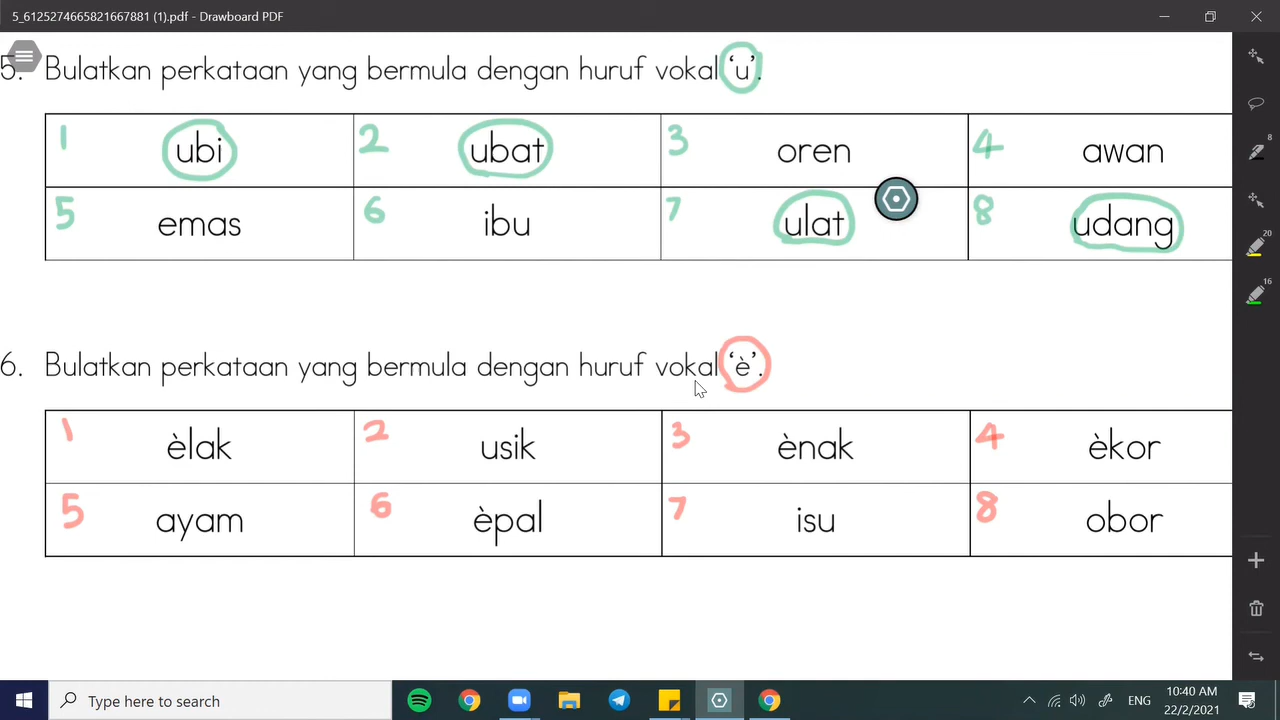 5_6125274665821667881 (1).pdf - Drawboard PDF
5. Bulatkan perkataan yang bermula dengan huruf vokal 'u'.
8
1 ubi 2 ubat 3 oren 4 awan
5 emas 6 ibu 7 ulat 8 udang
20
16
6. Bulatkan perkataan yang bermula dengan huruf vokal 'è'.
1 èlak 2 usik 3 ènak 4 èkor
5 ayam 6 èpal 7 isu 8 obor
Type here to search
ENG
10:40 AM
22/2/2021